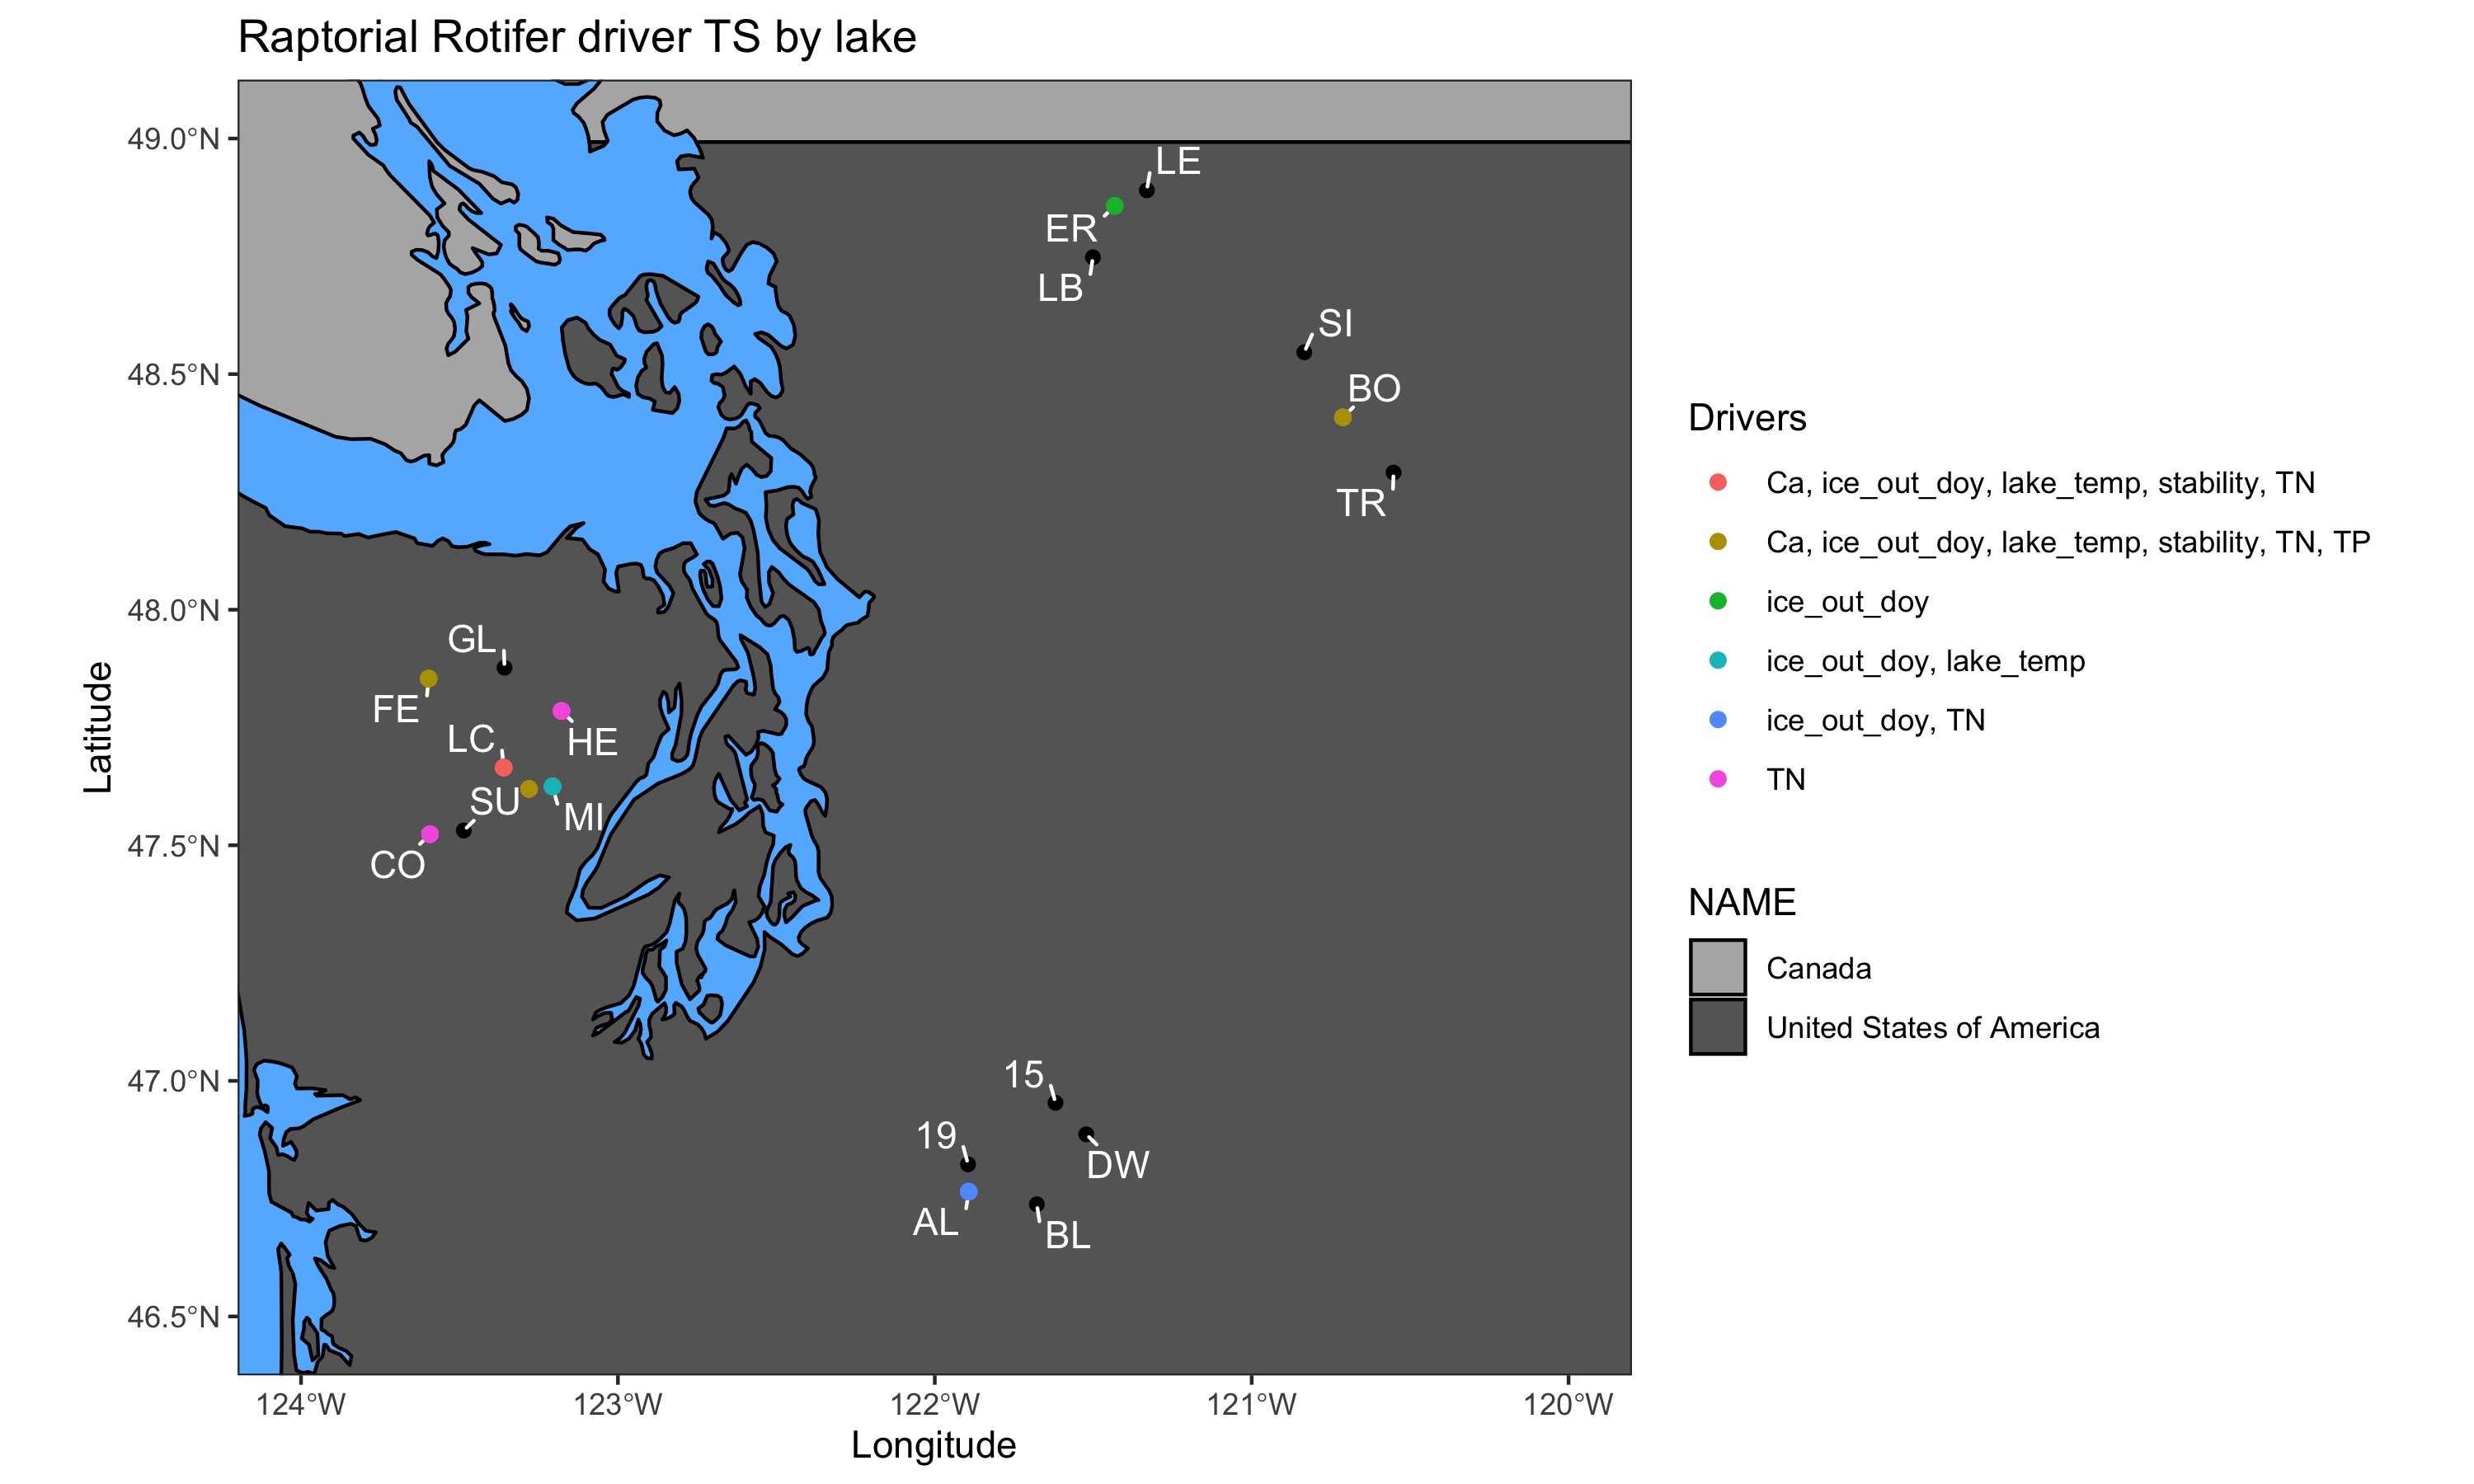 Raptorial Rotifer driver TS by lake
49.0°N
48.5°N
48.0°N
47.5°N
47.0°N
46.5°N
Latitude
LE
ER
LB
SI
BO
TR
GL
FE
HE
LC
SU
MI
CO
15
19
DW
AL
BL
124°W
123°W
122°W
121°W
120°W
Longitude
Drivers
Ca, ice_out_doy, lake_temp, stability, TN
Ca, ice_out_doy, lake_temp, stability, TN, TP
ice_out_doy
ice_out_doy, lake_temp
ice_out_doy, TN
TN
NAME
Canada
United States of America